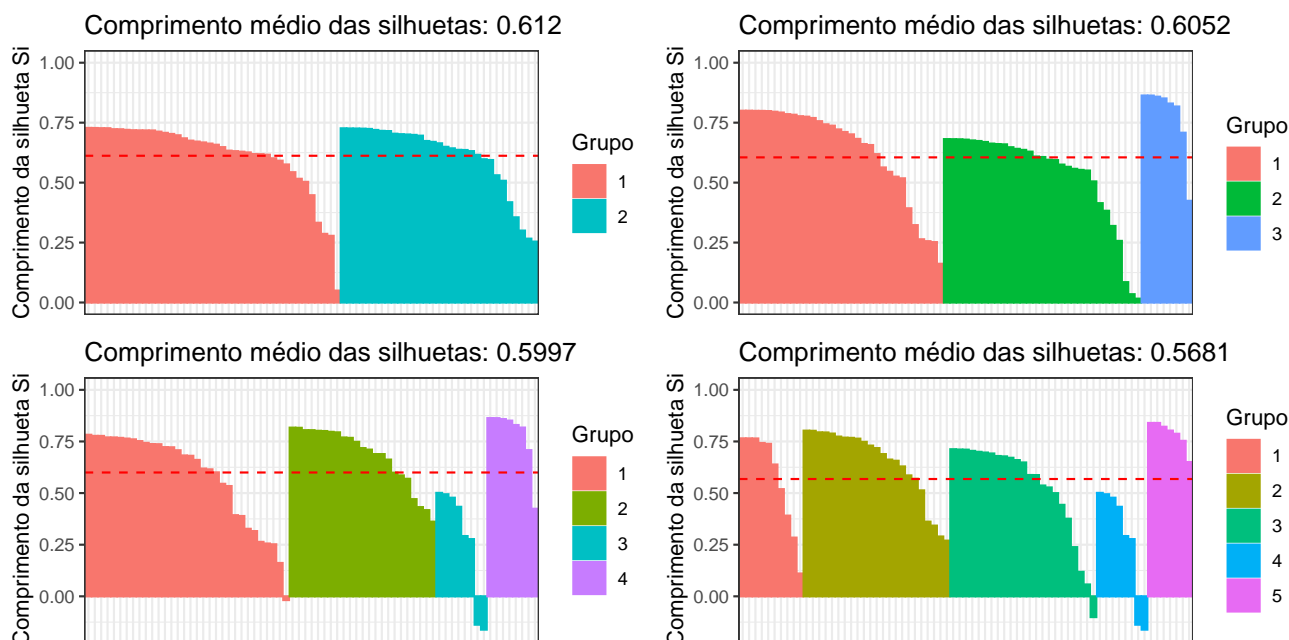 Comprimento médio das silhuetas: 0.612
Comprimento da silhueta Si
1.00
0.75
0.50
0.25
0.00
Grupo
1
2
Comprimento médio das silhuetas: 0.6052
Comprimento da silhueta Si
1.00
0.75
0.50
0.25
0.00
Grupo
1
2
3
Comprimento médio das silhuetas: 0.5997
Comprimento da silhueta Si
1.00
0.75
0.50
0.25
0.00
Grupo
1
2
3
4
Comprimento médio das silhuetas: 0.5681
Comprimento da silhueta Si
1.00
0.75
0.50
0.25
0.00
Grupo
1
2
3
4
5